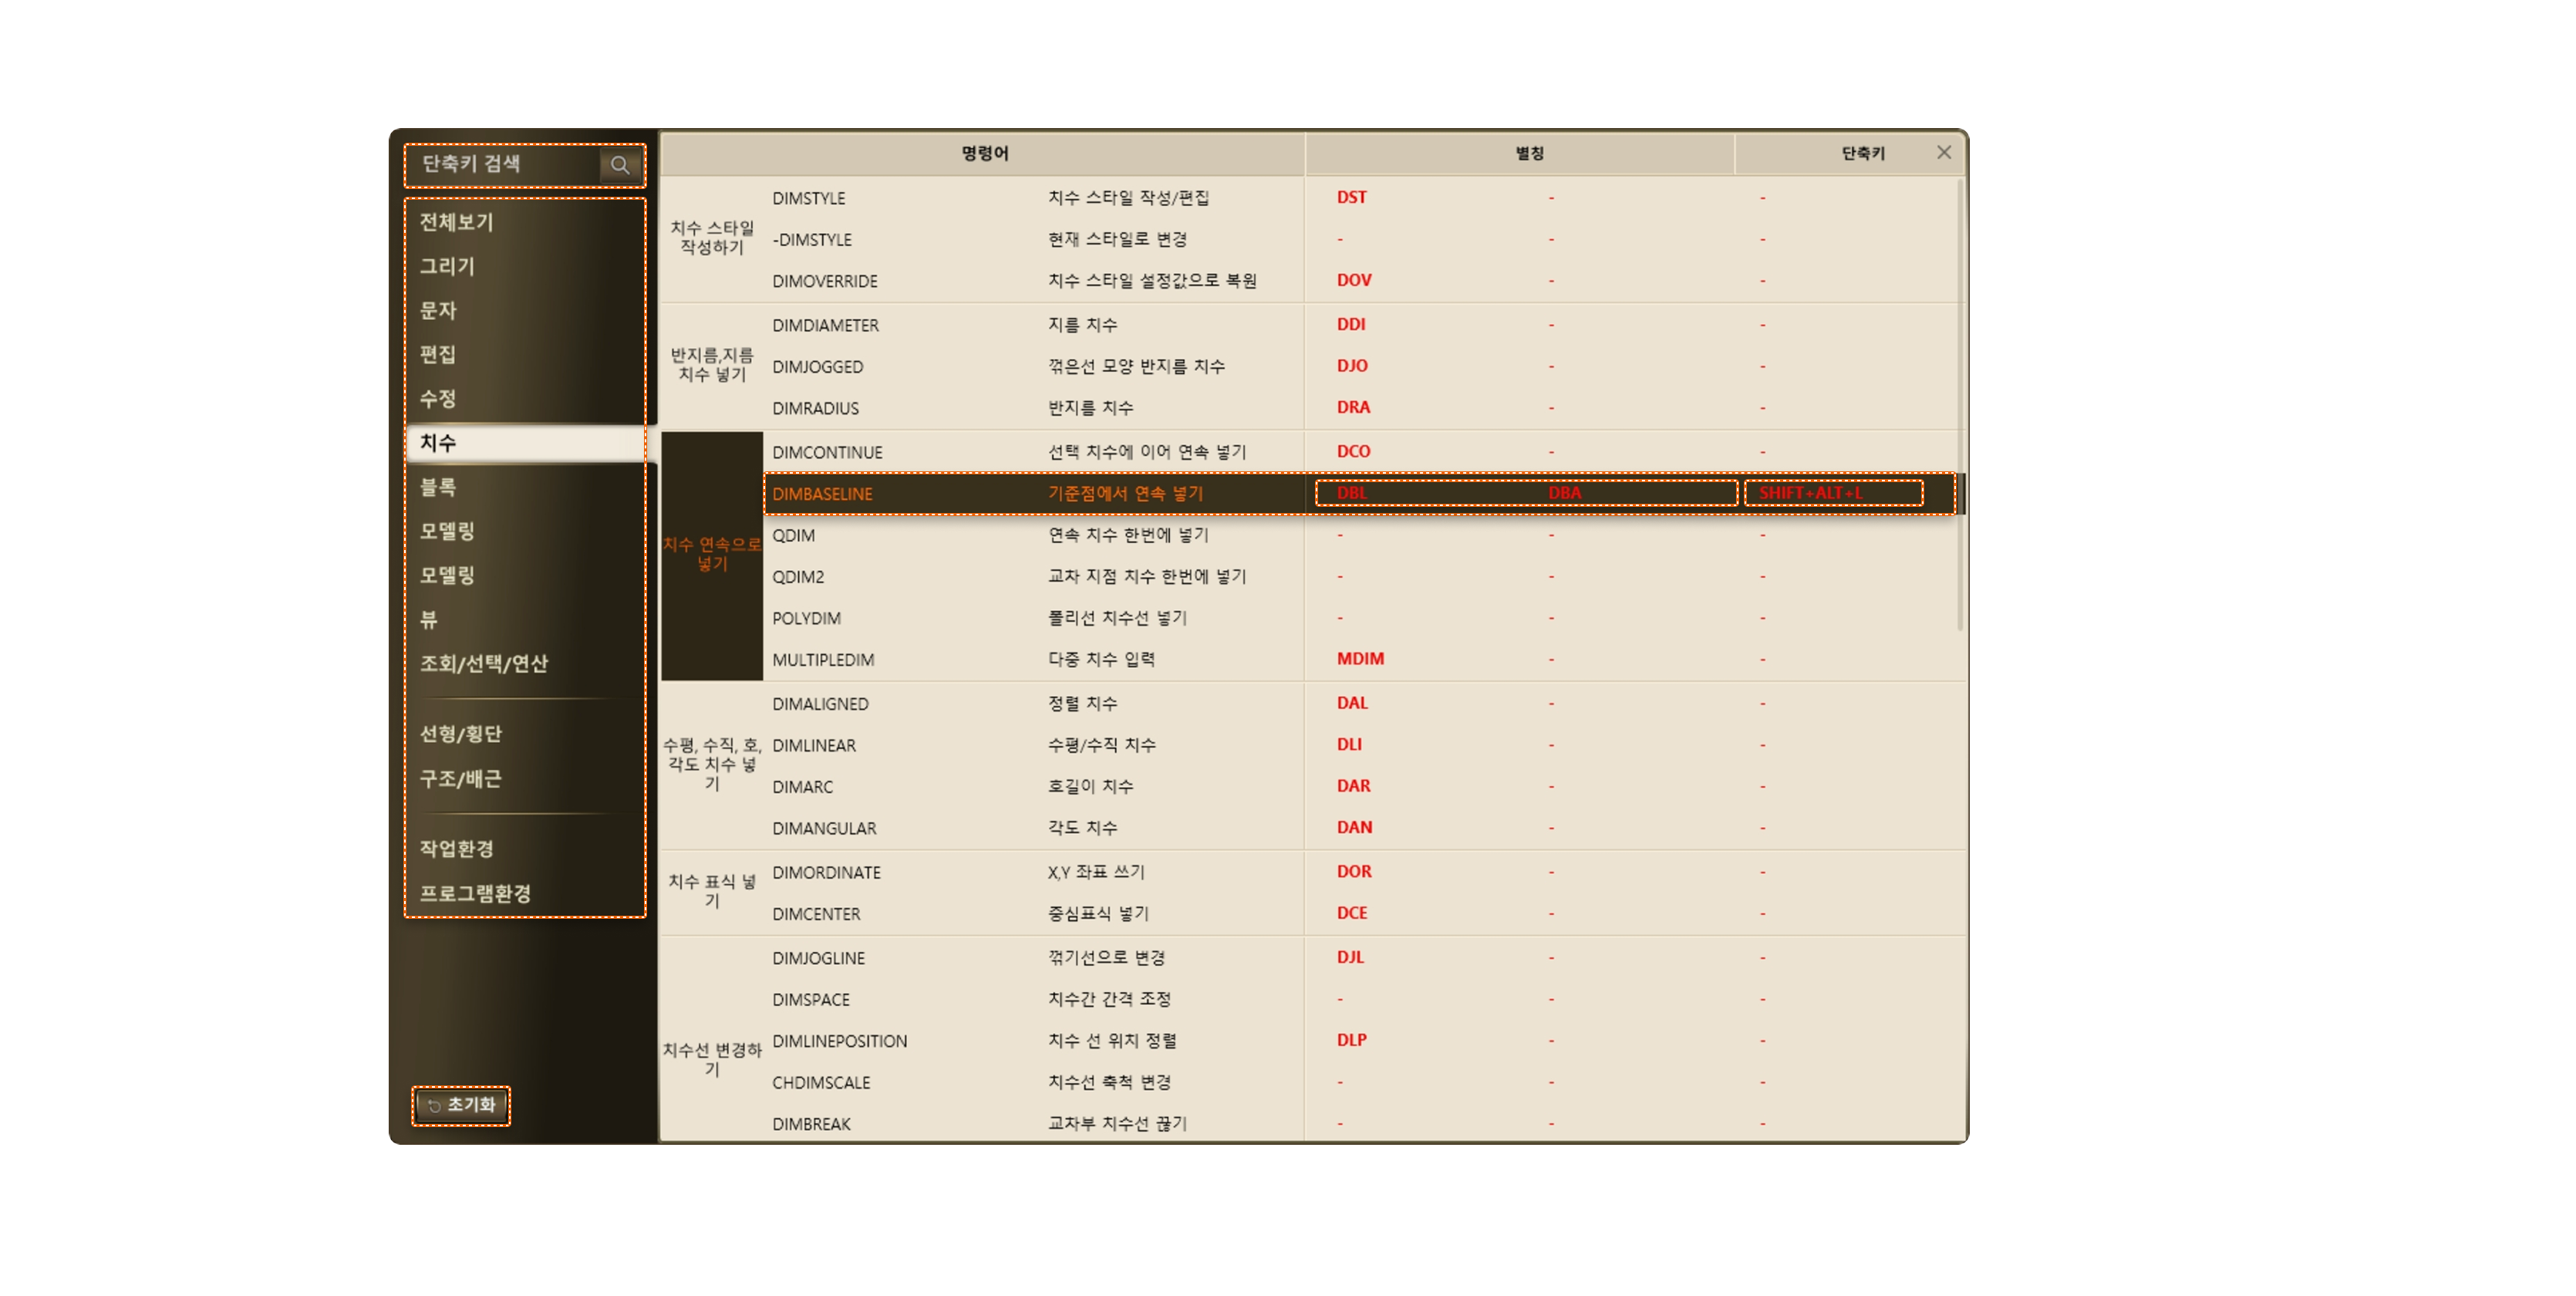 단축키 검색
전체보기
그리기
문자
편집
수정
치수
블록
모델링
모델링
뷰
조회/선택/연산
선형/횡단
구조/배근
작업환경
프로그램환경
초기화
명령어 별칭 단축키
치수 스타일
작성하기
DIMSTYLE 치수 스타일 작성/편집 DST - -
-DIMSTYLE 현재 스타일로 변경 - - -
DIMOVERRIDE 치수 스타일 설정값으로 복원 DOV - -
반지름,지름
치수 넣기
DIMDIAMETER 지름 치수 DDI - -
DIMJOGGED 꺾은선 모양 반지름 치수 DJO - -
DIMRADIUS 반지름 치수 DRA - -
치수 연속으로
넣기
DIMCONTINUE 선택 치수에 이어 연속 넣기 DCO - -
DIMBASELINE 기준점에서 연속 넣기 DBL DBA SHIFT+ALT+L
QDIM 연속 치수 한번에 넣기 - - -
QDIM2 교차 지점 치수 한번에 넣기 - - -
POLYDIM 폴리선 치수선 넣기 - - -
MULTIPLEDIM 다중 치수 입력 MDIM - -
수평, 수직, 호,
각도 치수 넣
기
DIMALIGNED 정렬 치수 DAL - -
DIMLINEAR 수평/수직 치수 DLI - -
DIMARC 호길이 치수 DAR - -
DIMANGULAR 각도 치수 DAN - -
치수 표식 넣
기
DIMORDINATE X,Y 좌표 쓰기 DOR - -
DIMCENTER 중심표식 넣기 DCE - -
치수선 변경하
기
DIMJOGLINE 꺾기선으로 변경 DJL - -
DIMSPACE 치수간 간격 조정 - - -
DIMLINEPOSITION 치수 선 위치 정렬 DLP - -
CHDIMSCALE 치수선 축척 변경 - - -
DIMBREAK 교차부 치수선 끊기 - - -